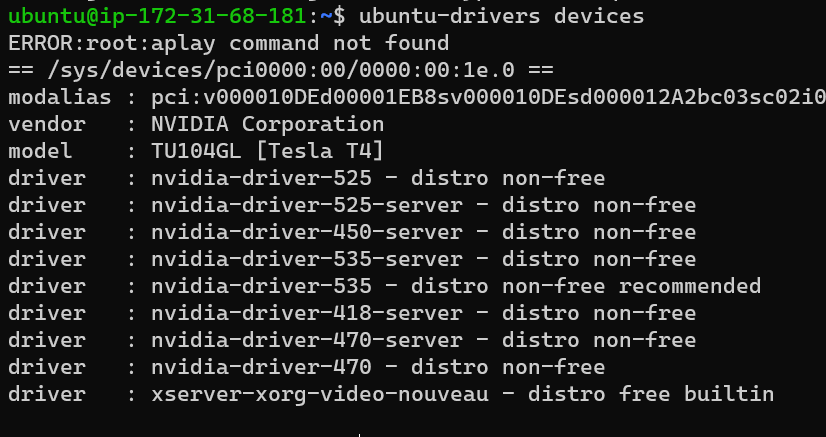 ubuntu@ip-172-31-68-181:~$ ubuntu-drivers devices
ERROR:root:aplay command not found
== /sys/devices/pci0000:00/0000:00:1e.0 ==
modalias : pci:v000010DEd00001EB8sv000010DEsd000012A2bc03sc02i0
vendor   : NVIDIA Corporation
model    : TU104GL [Tesla T4]
driver   : nvidia-driver-525 - distro non-free
driver   : nvidia-driver-525-server - distro non-free
driver   : nvidia-driver-450-server - distro non-free
driver   : nvidia-driver-535-server - distro non-free
driver   : nvidia-driver-535 - distro non-free recommended
driver   : nvidia-driver-418-server - distro non-free
driver   : nvidia-driver-470-server - distro non-free
driver   : nvidia-driver-470 - distro non-free
driver   : xserver-xorg-video-nouveau - distro free builtin